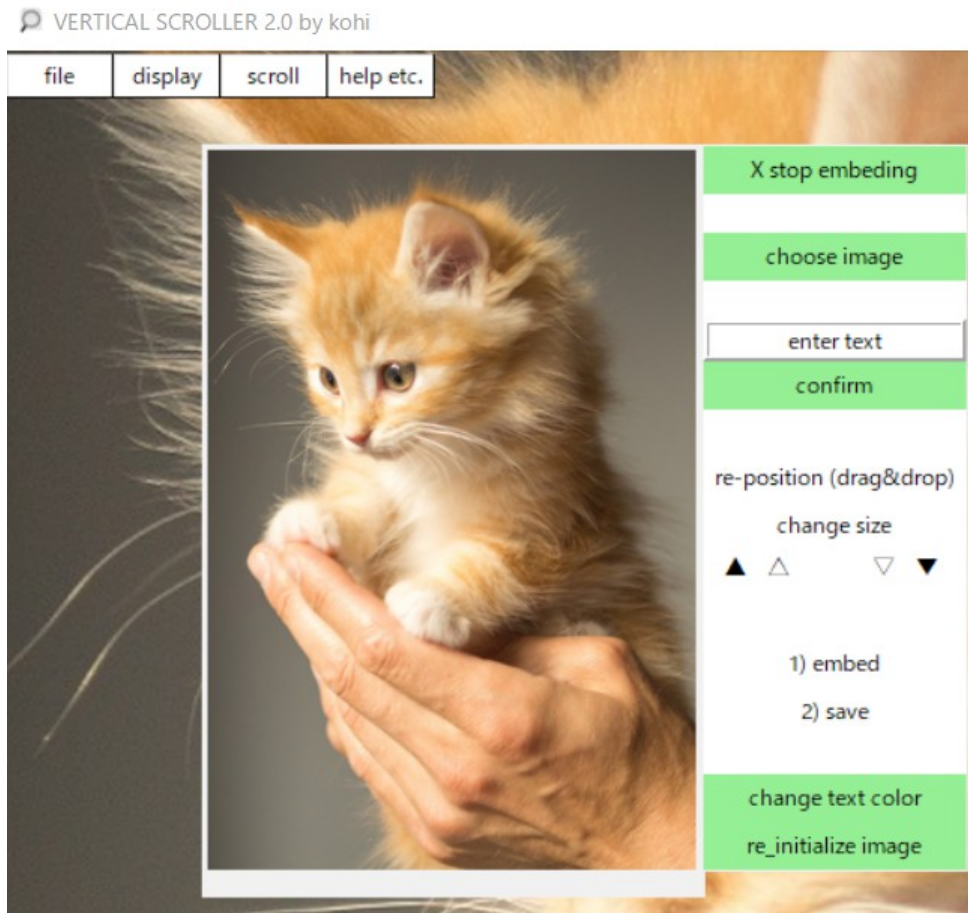 VERTICAL SCROLLER 2.0 by kohi
file display scroll help etc.
X stop embeding
choose image
enter text
confirm
re-position (drag&drop)
change size
▲ △ ▽ ▼
1) embed
2) save
change text color
re_initialize image